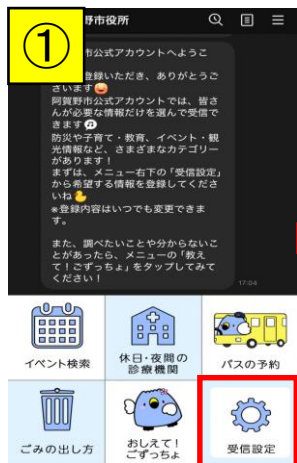 ①
野市役所
市公式アカウントへようこ
登録いただき、ありがとうご
ざいます
阿賀野市公式アカウントでは、皆さ
んが必要な情報だけを選んで受信で
きます
防災や子育て・教育、イベント・観
光情報など、さまざまなカテゴリー
があります！
まずは、メニュー右下の「受信設定」
から希望する情報を登録してくださ
いね
※登録内容はいつでも変更できま
す。
また、調べたいことや分からないこ
とがあったら、メニューの「教え
て！ごずっちょ」をタップしてみて
ください！
17:04
イベント検索
休日・夜間の
診療機関
バスの予約
ごみの出し方
おしえて！
ごずっちょ
受信設定